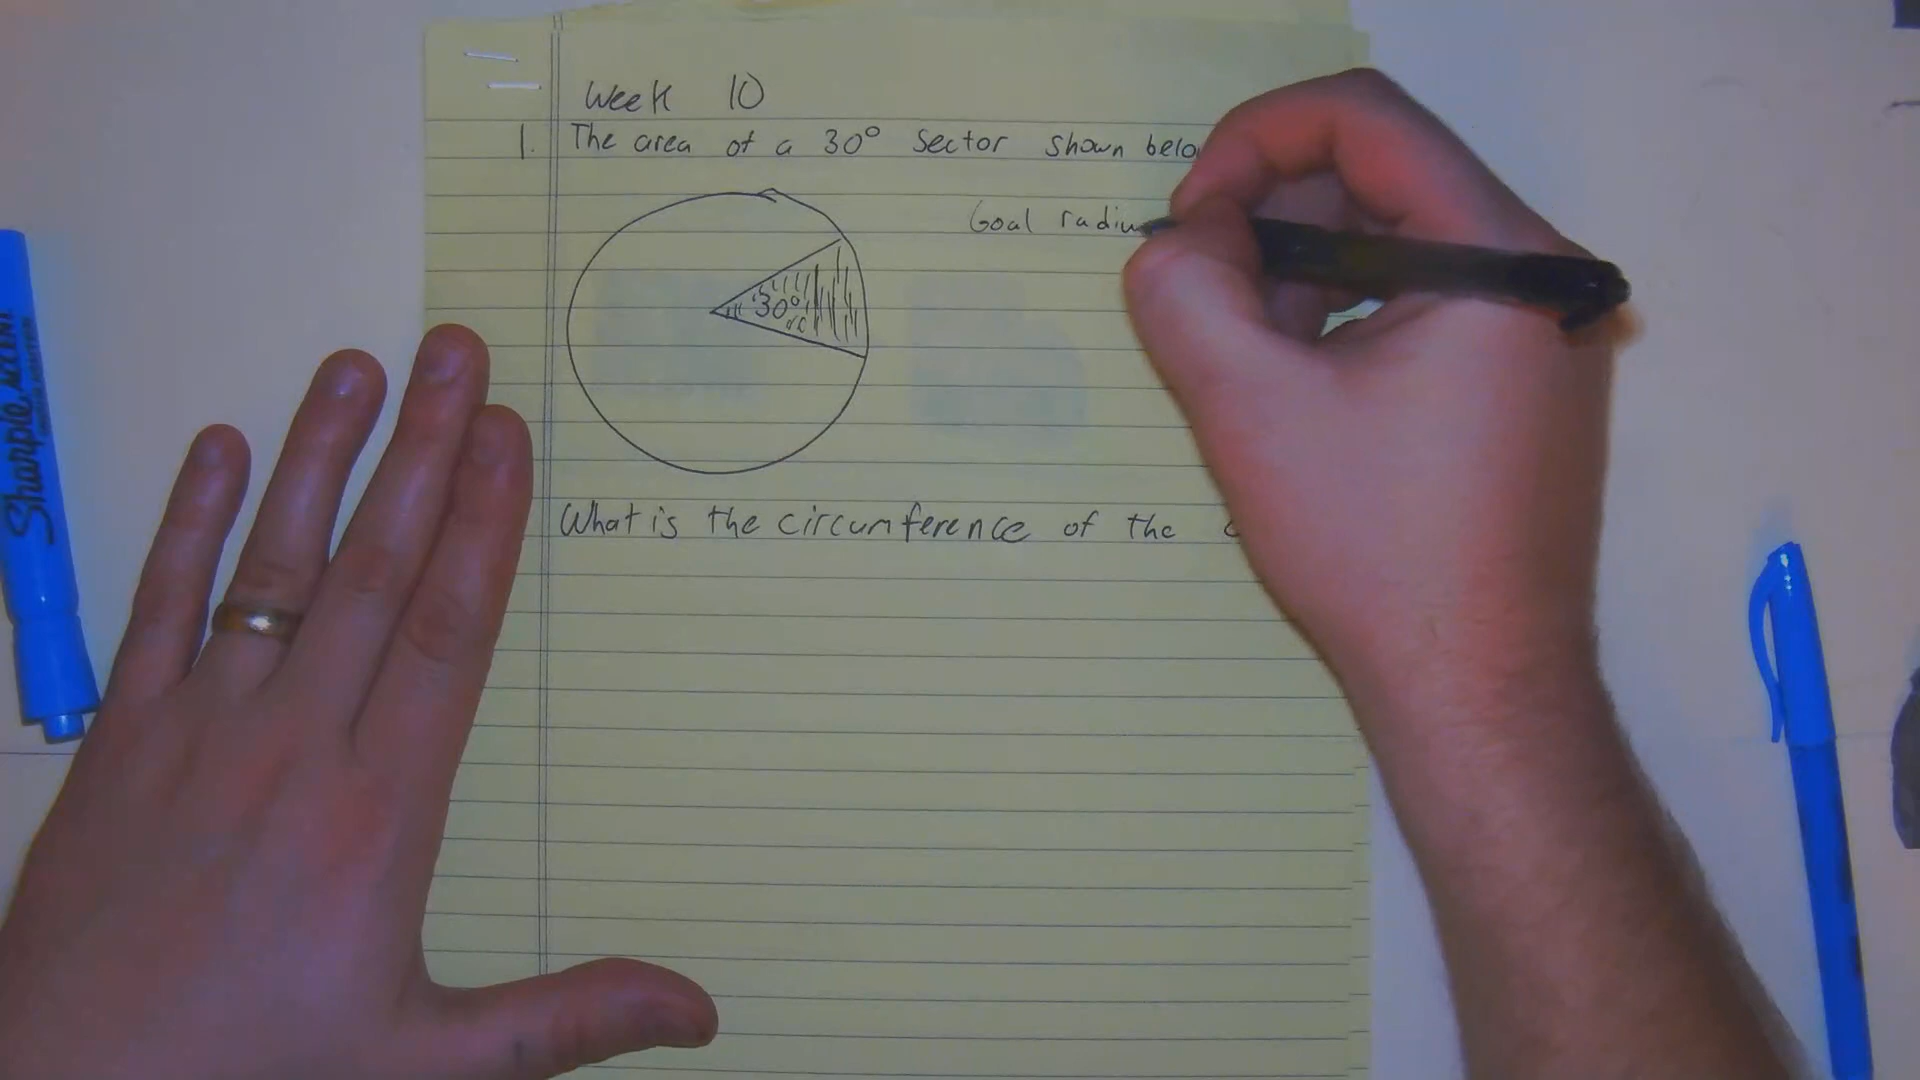 Week 10
1. The area of a 30° sector shown belo
Goal radiu
30°
What is the circumference of the c
Sharpie ACCENT